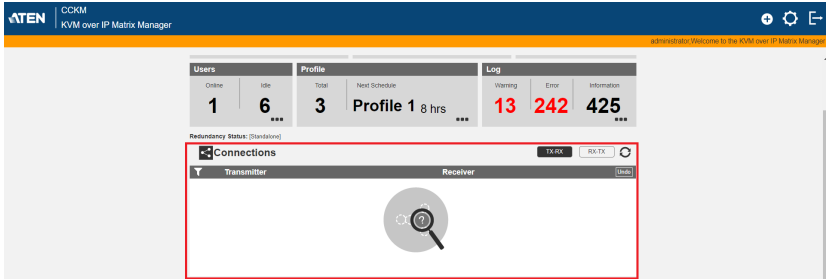 ATEN
CCKM
KVM over IP Matrix Manager
administrator,Welcome to the KVM over IP Matrix Manager
Users
Profile
Log
Online
Idle
Total
Next Schedule
Warning
Error
Information
1
6
3
Profile 1 8 hrs
13
242
425
Redundancy Status: [Standalone]
Connections
TX-RX
RX-TX
Transmitter
Receiver
Undo
?